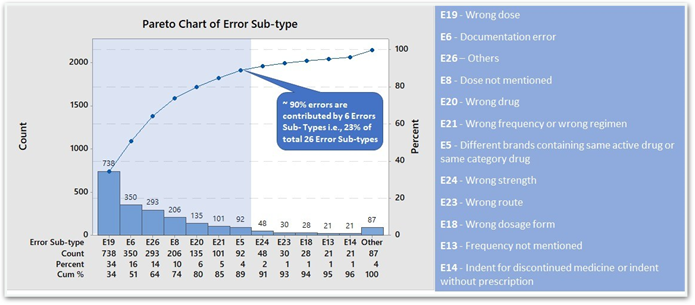 Pareto Chart of Error Sub-type
2000
1500
1000
500
0
Count
100
80
60
40
20
0
Percent
~ 90% errors are
contributed by 6 Errors
Sub- Types i.e., 23% of
total 26 Error Sub-types
738
350
293
206
135
101
92
48
30
28
21
21
87
Error Sub-type E19 E6 E26 E8 E20 E21 E5 E24 E23 E18 E13 E14 Other
Count 738 350 293 206 135 101 92 48 30 28 21 21 87
Percent 34 16 14 10 6 5 4 2 1 1 1 1 4
Cum % 34 51 64 74 80 85 89 91 93 94 95 96 100
E19 - Wrong dose
E6 - Documentation error
E26 – Others
E8 - Dose not mentioned
E20 - Wrong drug
E21 - Wrong frequency or wrong regimen
E5 - Different brands containing same active drug or
same category drug
E24 - Wrong strength
E23 - Wrong route
E18 - Wrong dosage form
E13 - Frequency not mentioned
E14 - Indent for discontinued medicine or indent
without prescription